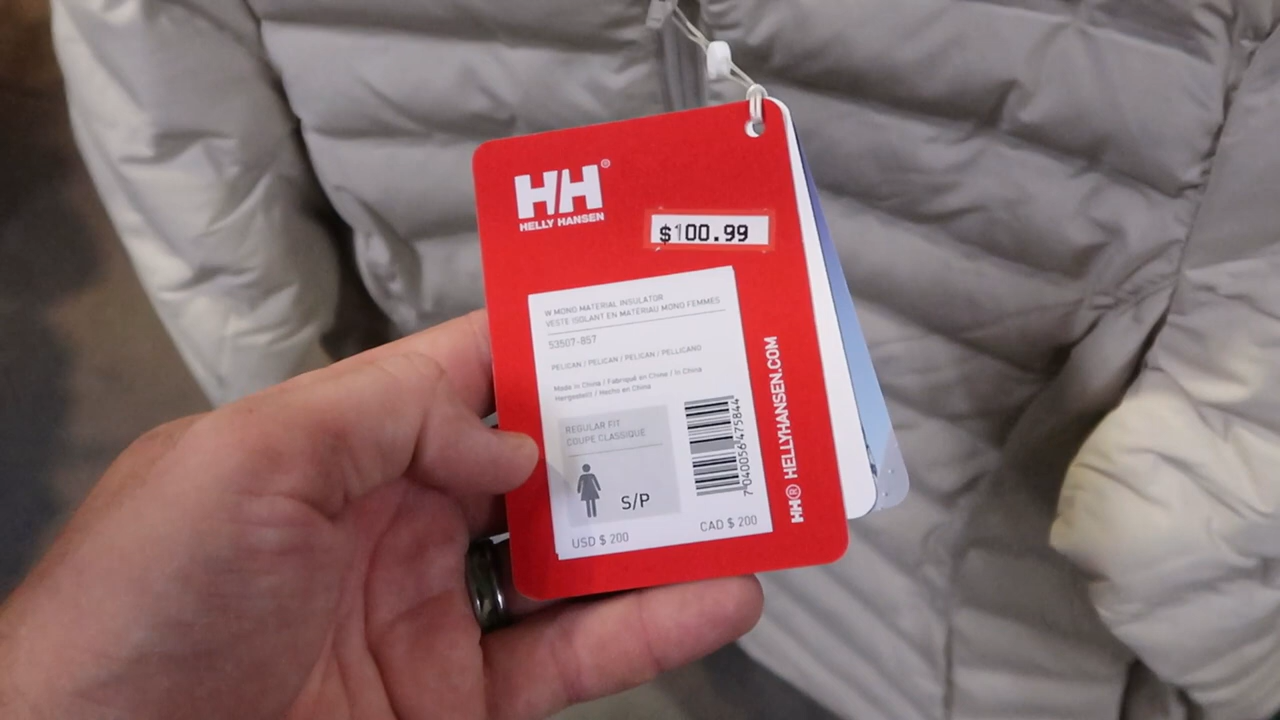 HH®
HELLY HANSEN
$100.99
W MONO MATERIAL INSULATOR
VESTE ISOLANT EN MATÉRIAU MONO FEMMES
53507-857
PELICAN / PELICAN / PELICAN / PELLICANO
Made in China / Fabriqué en Chine / In China
Hergestellt / Hecho en China
REGULAR FIT
COUPE CLASSIQUE
S/P
7040056475844
USD $ 200
CAD $ 200
HH® HELLYHANSEN.COM